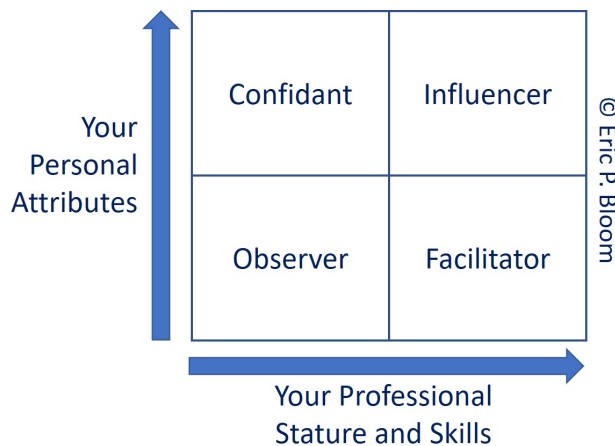 Your
Personal
Attributes
Confidant
Influencer
Observer
Facilitator
© Eric P. Bloom
Your Professional
Stature and Skills